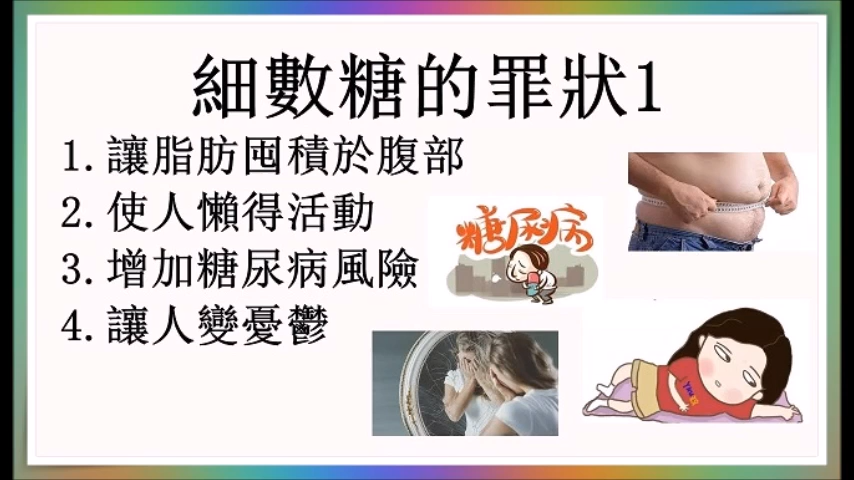 細數糖的罪狀1
1.讓脂肪囤積於腹部
2.使人懶得活動
3.增加糖尿病風險
4.讓人變憂鬱
糖尿病